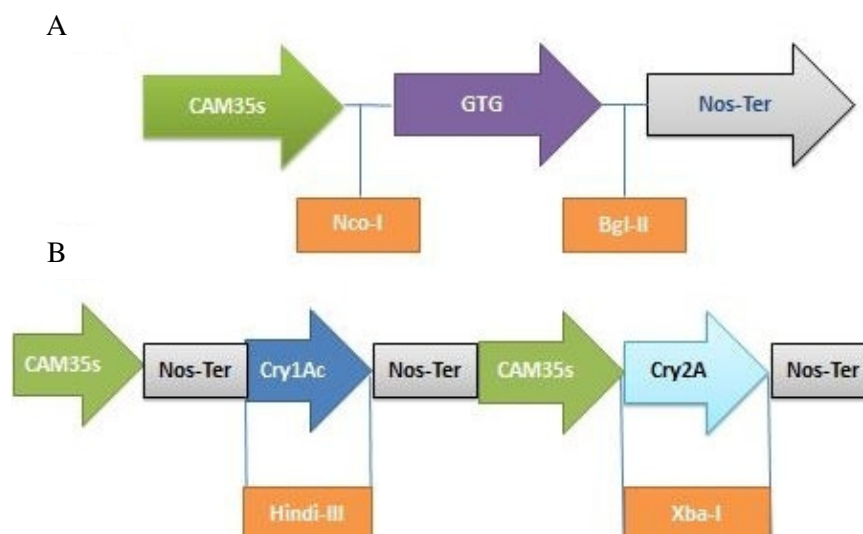 A
CAM35s GTG Nos-Ter
Nco-I Bgl-II
B
CAM35s Nos-Ter Cry1Ac Nos-Ter CAM35s Cry2A Nos-Ter
Hindi-III Xba-I